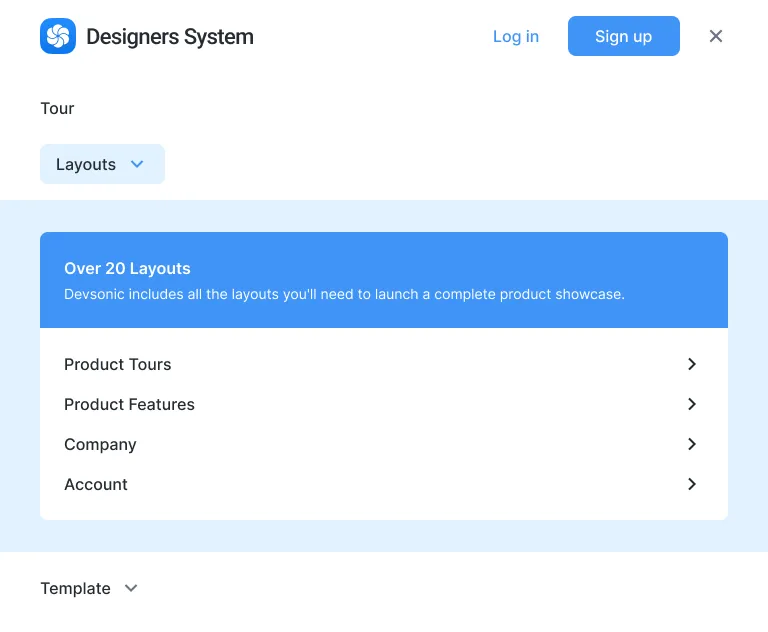 Designers System
Log in
Sign up
Tour
Layouts
Over 20 Layouts
Devsonic includes all the layouts you'll need to launch a complete product showcase.
Product Tours
Product Features
Company
Account
Template